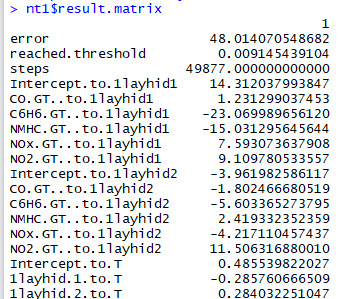 > nt1$result.matrix
1
error 48.014070548682
reached.threshold 0.009145439104
steps 49877.000000000000
Intercept.to.1layhid1 14.312037993847
CO.GT..to.1layhid1 1.231299037453
C6H6.GT..to.1layhid1 -23.069989656120
NMHC.GT..to.1layhid1 -15.031295645644
NOx.GT..to.1layhid1 7.593073637908
NO2.GT..to.1layhid1 9.109780533557
Intercept.to.1layhid2 -3.961982586117
CO.GT..to.1layhid2 -1.802466680519
C6H6.GT..to.1layhid2 -5.603365273795
NMHC.GT..to.1layhid2 2.419332352359
NOx.GT..to.1layhid2 -4.217110457437
NO2.GT..to.1layhid2 11.506316880010
Intercept.to.T 0.485539822027
1layhid.1.to.T -0.285760666509
1layhid.2.to.T 0.284032251047